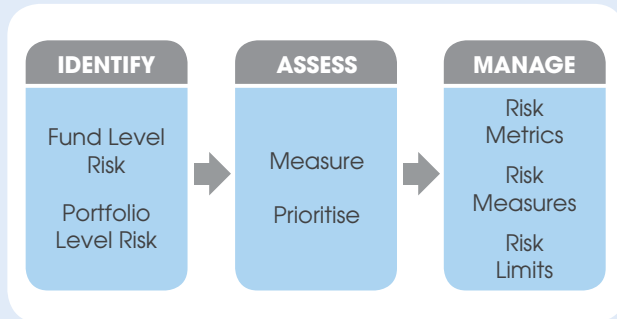 IDENTIFY
Fund Level
Risk
Portfolio
Level Risk
ASSESS
Measure
Prioritise
MANAGE
Risk
Metrics
Risk
Measures
Risk
Limits